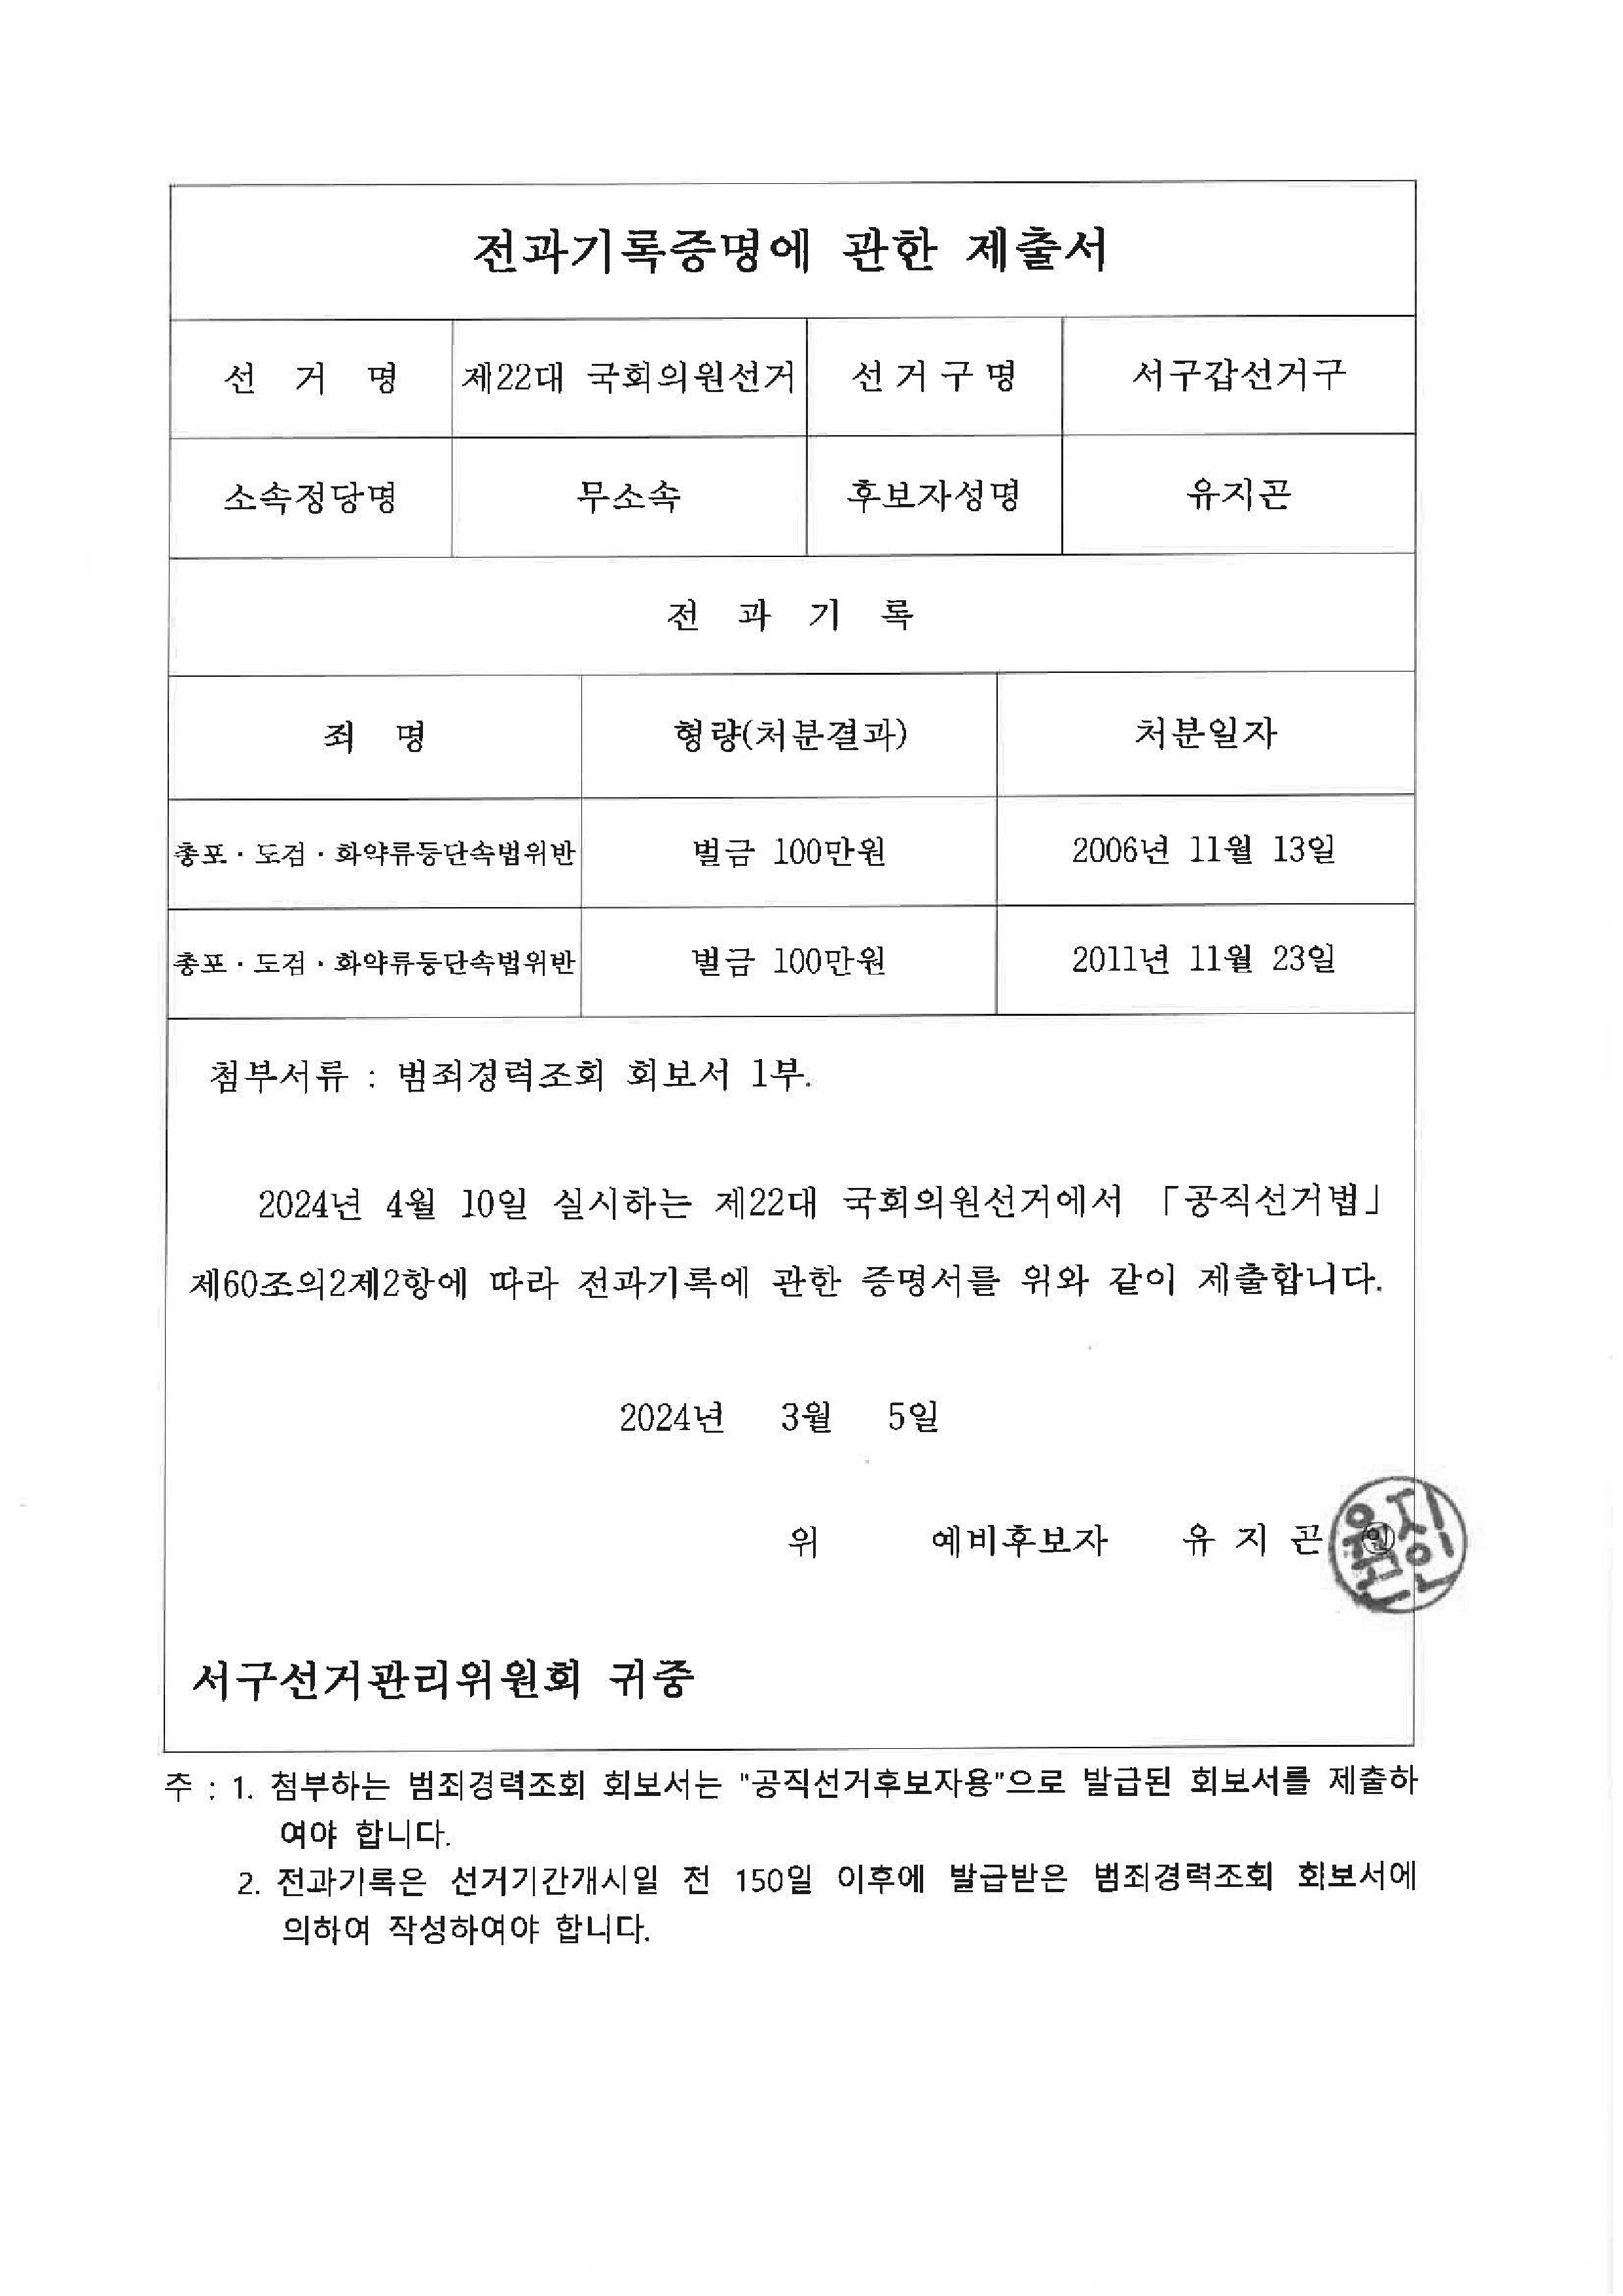 전과기록증명에 관한 제출서
선 거 명 제22대 국회의원선거 선거구명 서구갑선거구
소속정당명 무소속 후보자성명 유지곤
전 과 기 록
죄 명 형량(처분결과) 처분일자
총포·도검·화약류등단속법위반 벌금 100만원 2006년 11월 13일
총포·도검·화약류등단속법위반 벌금 100만원 2011년 11월 23일
첨부서류 : 범죄경력조회 회보서 1부.
2024년 4월 10일 실시하는 제22대 국회의원선거에서 「공직선거법」
제60조의2제2항에 따라 전과기록에 관한 증명서를 위와 같이 제출합니다.
2024년 3월 5일
위 예비후보자 유 지 곤 ㊞
유지
곤인
서구선거관리위원회 귀중
주 : 1. 첨부하는 범죄경력조회 회보서는 "공직선거후보자용"으로 발급된 회보서를 제출하
여야 합니다.
2. 전과기록은 선거기간개시일 전 150일 이후에 발급받은 범죄경력조회 회보서에
의하여 작성하여야 합니다.